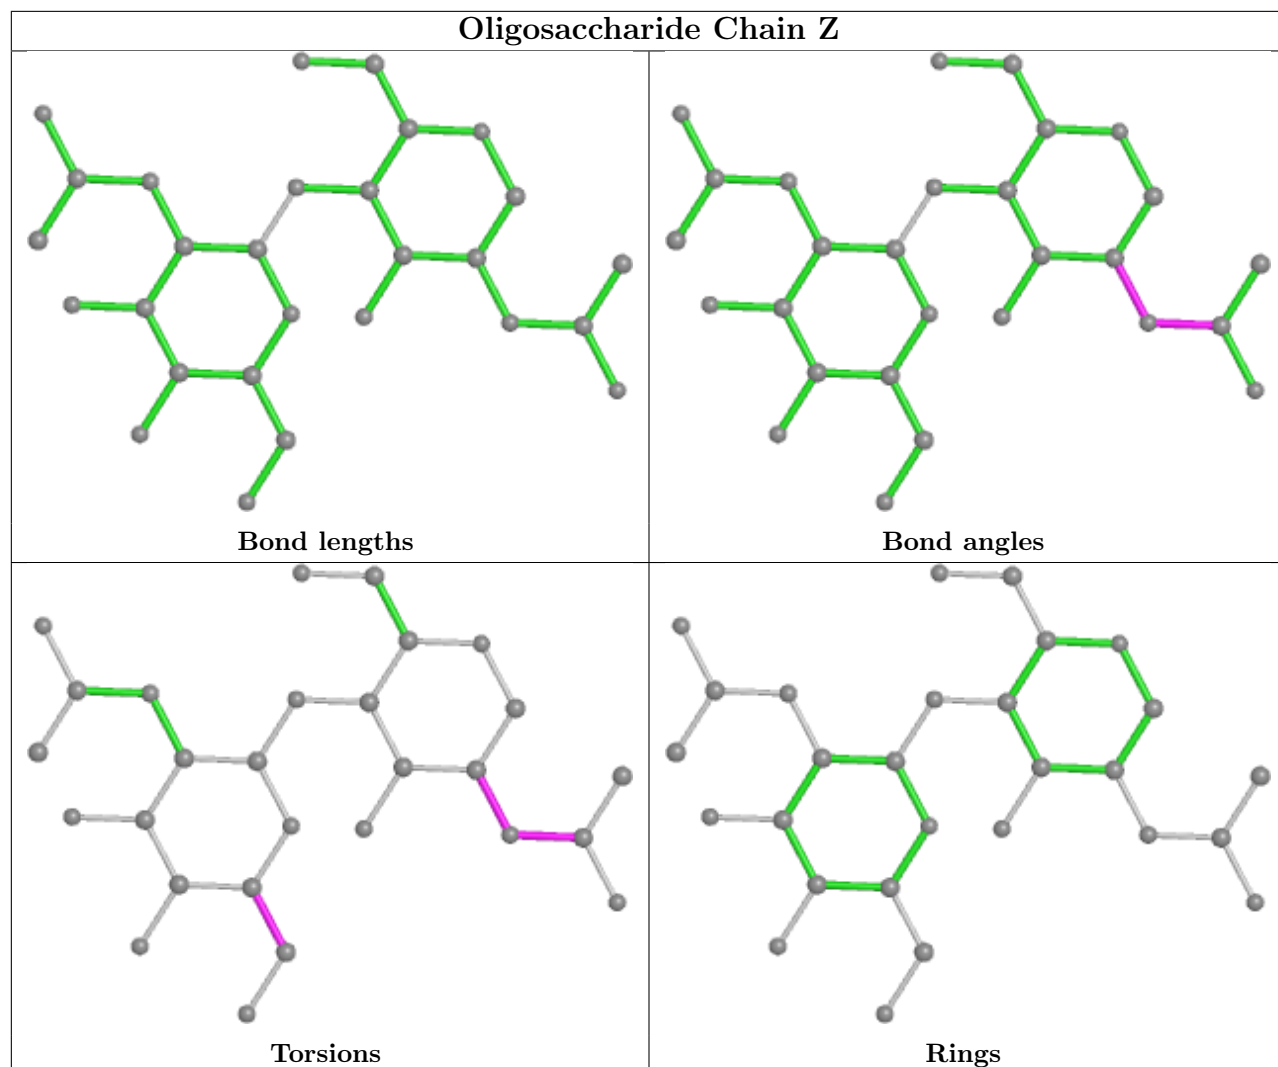 Oligosaccharide Chain Z
Bond lengths
Bond angles
Torsions
Rings